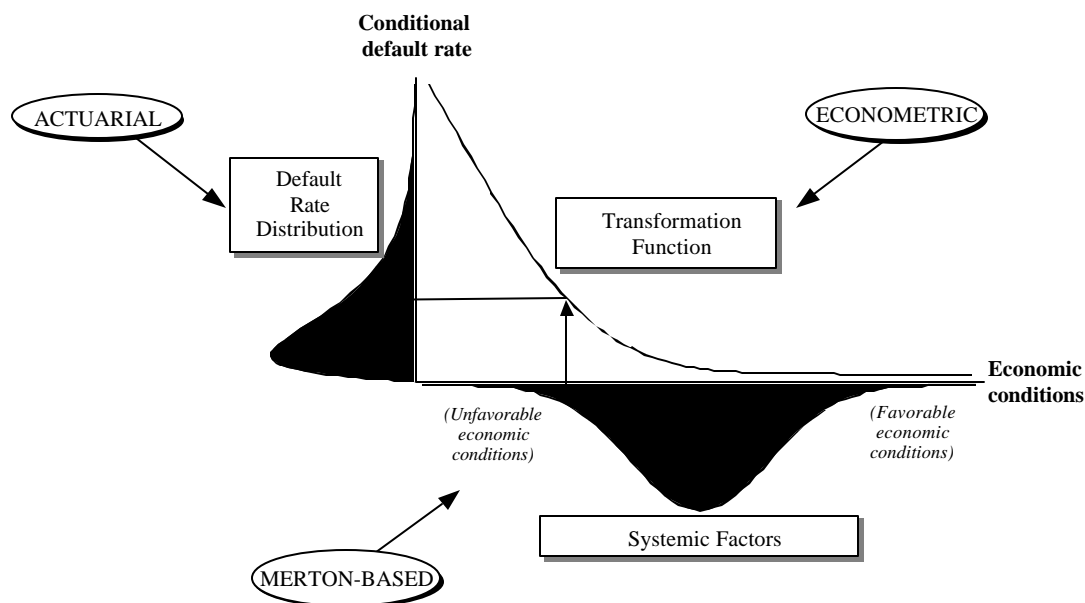 Conditional
default rate
ACTUARIAL
ECONOMETRIC
Default
Rate
Distribution
Transformation
Function
Economic
conditions
(Unfavorable
economic
conditions)
(Favorable
economic
conditions)
Systemic Factors
MERTON-BASED